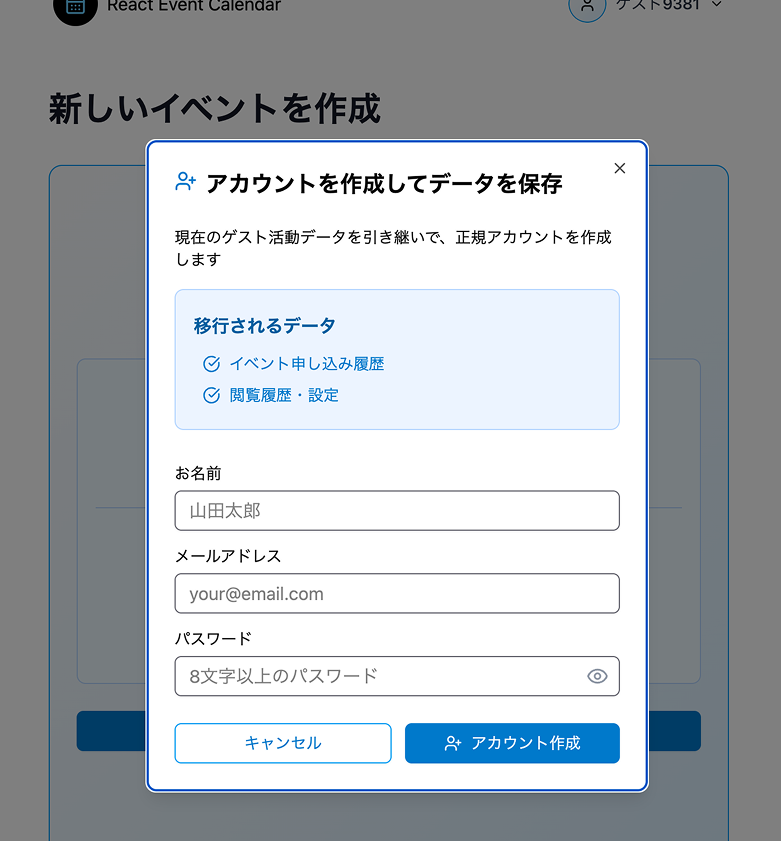 React Event Calendar
ゲスト9381
新しいイベントを作成
アカウントを作成してデータを保存
現在のゲスト活動データを引き継いで、正規アカウントを作成
します
移行されるデータ
イベント申し込み履歴
閲覧履歴・設定
お名前
山田太郎
メールアドレス
your@email.com
パスワード
8文字以上のパスワード
キャンセル
アカウント作成